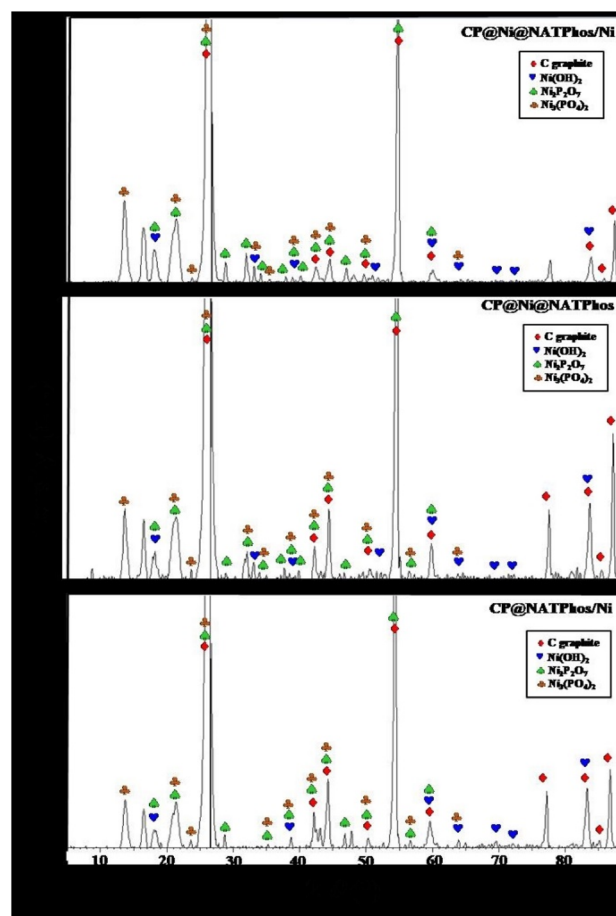 CP@Ni@NATPhos/Ni
C graphite
Ni(OH)₂
Ni₂P₂O₇
Ni₃(PO₄)₂
CP@Ni@NATPhos
C graphite
Ni(OH)₂
Ni₂P₂O₇
Ni₃(PO₄)₂
CP@NATPhos/Ni
C graphite
Ni(OH)₂
Ni₂P₂O₇
Ni₃(PO₄)₂
10 20 30 40 50 60 70 80